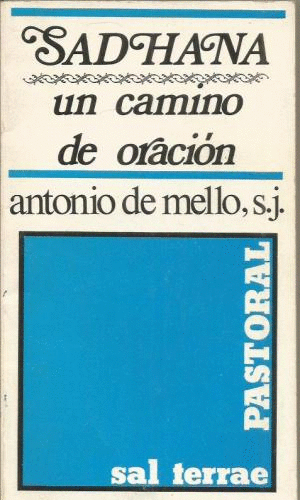 SADHANA
un camino
de oración
antonio de mello, s.j.
PASTORAL
sal terrae